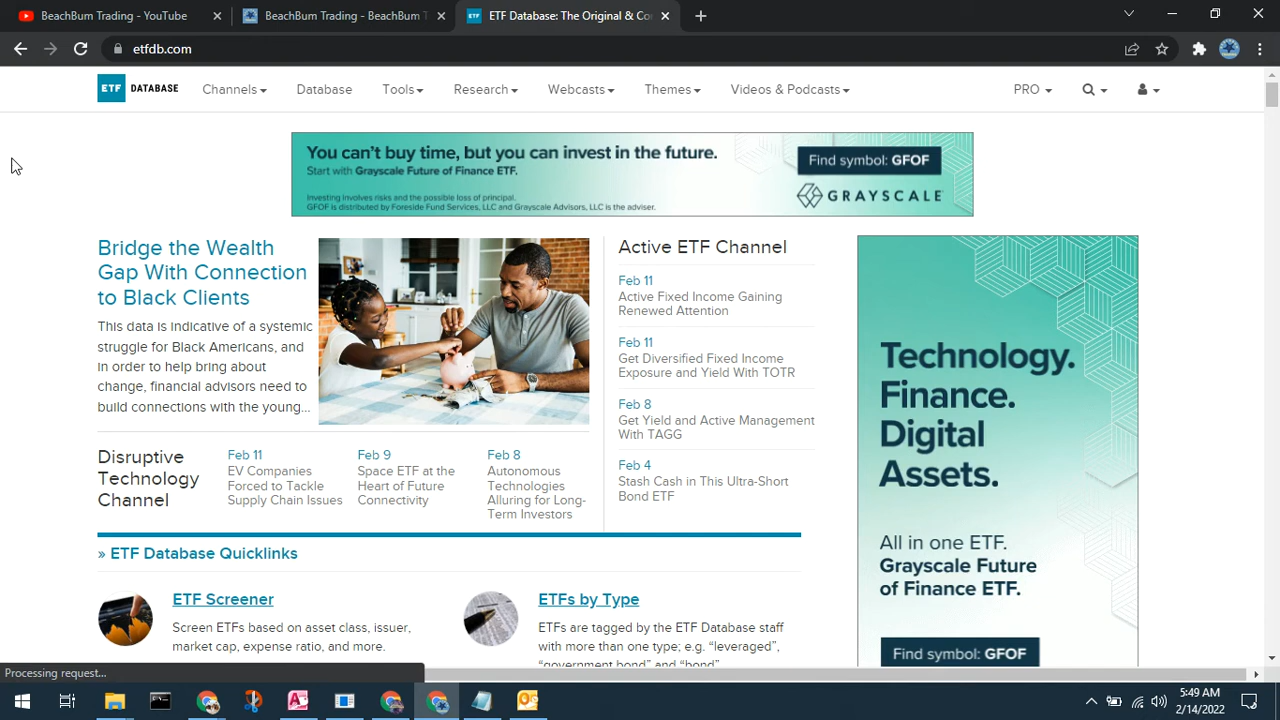 BeachBum Trading - YouTube
BeachBum Trading - BeachBum T
ETF Database: The Original & Co
etfdb.com
ETF DATABASE
Channels
Database
Tools
Research
Webcasts
Themes
Videos & Podcasts
PRO
You can't buy time, but you can invest in the future.
Start with Grayscale Future of Finance ETF.
Investing involves risks and the possible loss of principal.
GFOF is distributed by Foreside Fund Services, LLC and Grayscale Advisors, LLC is the adviser.
Find symbol: GFOF
GRAYSCALE
Bridge the Wealth
Gap With Connection
to Black Clients
This data is indicative of a systemic
struggle for Black Americans, and
in order to help bring about
change, financial advisors need to
build connections with the young...
Active ETF Channel
Feb 11
Active Fixed Income Gaining
Renewed Attention
Feb 11
Get Diversified Fixed Income
Exposure and Yield With TOTR
Feb 8
Get Yield and Active Management
With TAGG
Feb 4
Stash Cash in This Ultra-Short
Bond ETF
Disruptive
Technology
Channel
Feb 11
EV Companies
Forced to Tackle
Supply Chain Issues
Feb 9
Space ETF at the
Heart of Future
Connectivity
Feb 8
Autonomous
Technologies
Alluring for Long-
Term Investors
Technology.
Finance.
Digital
Assets.
All in one ETF.
Grayscale Future
of Finance ETF.
Find symbol: GFOF
» ETF Database Quicklinks
ETF Screener
Screen ETFs based on asset class, issuer,
market cap, expense ratio, and more.
ETFs by Type
ETFs are tagged by the ETF Database staff
with more than one type; e.g. "leveraged",
"government bond" and "bond"
Processing request...
5:49 AM
2/14/2022